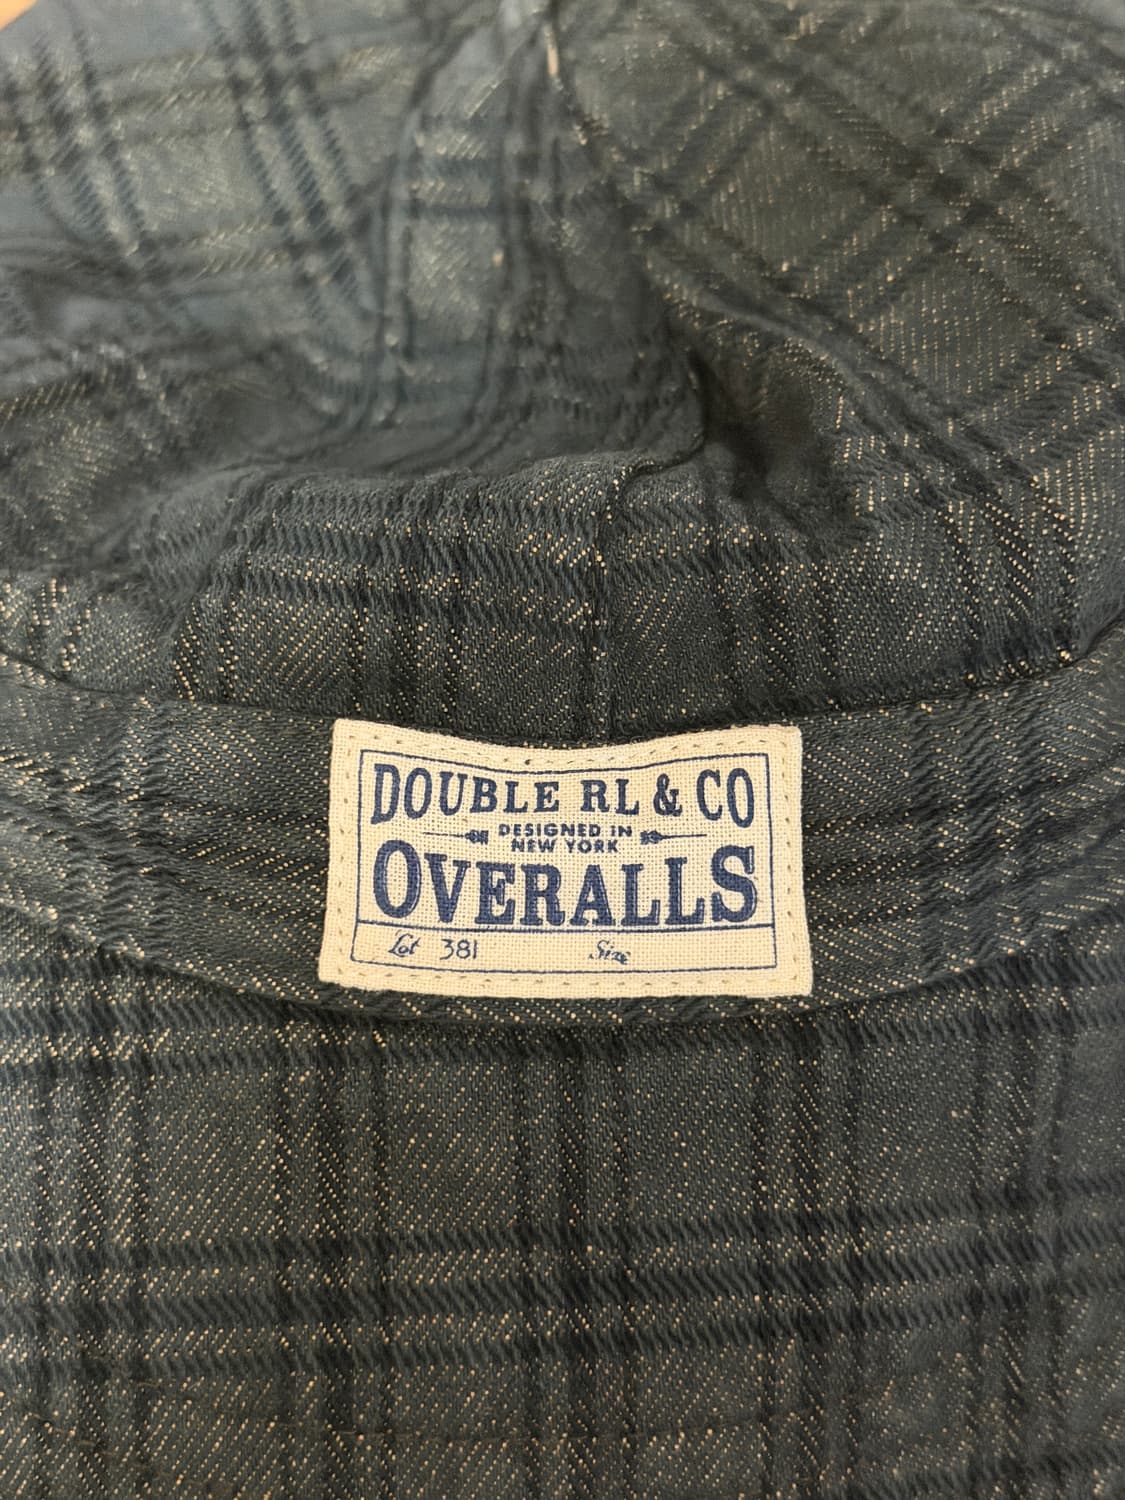 DOUBLE RL & CO
DESIGNED IN
NEW YORK
OVERALLS
Lot 381 Size